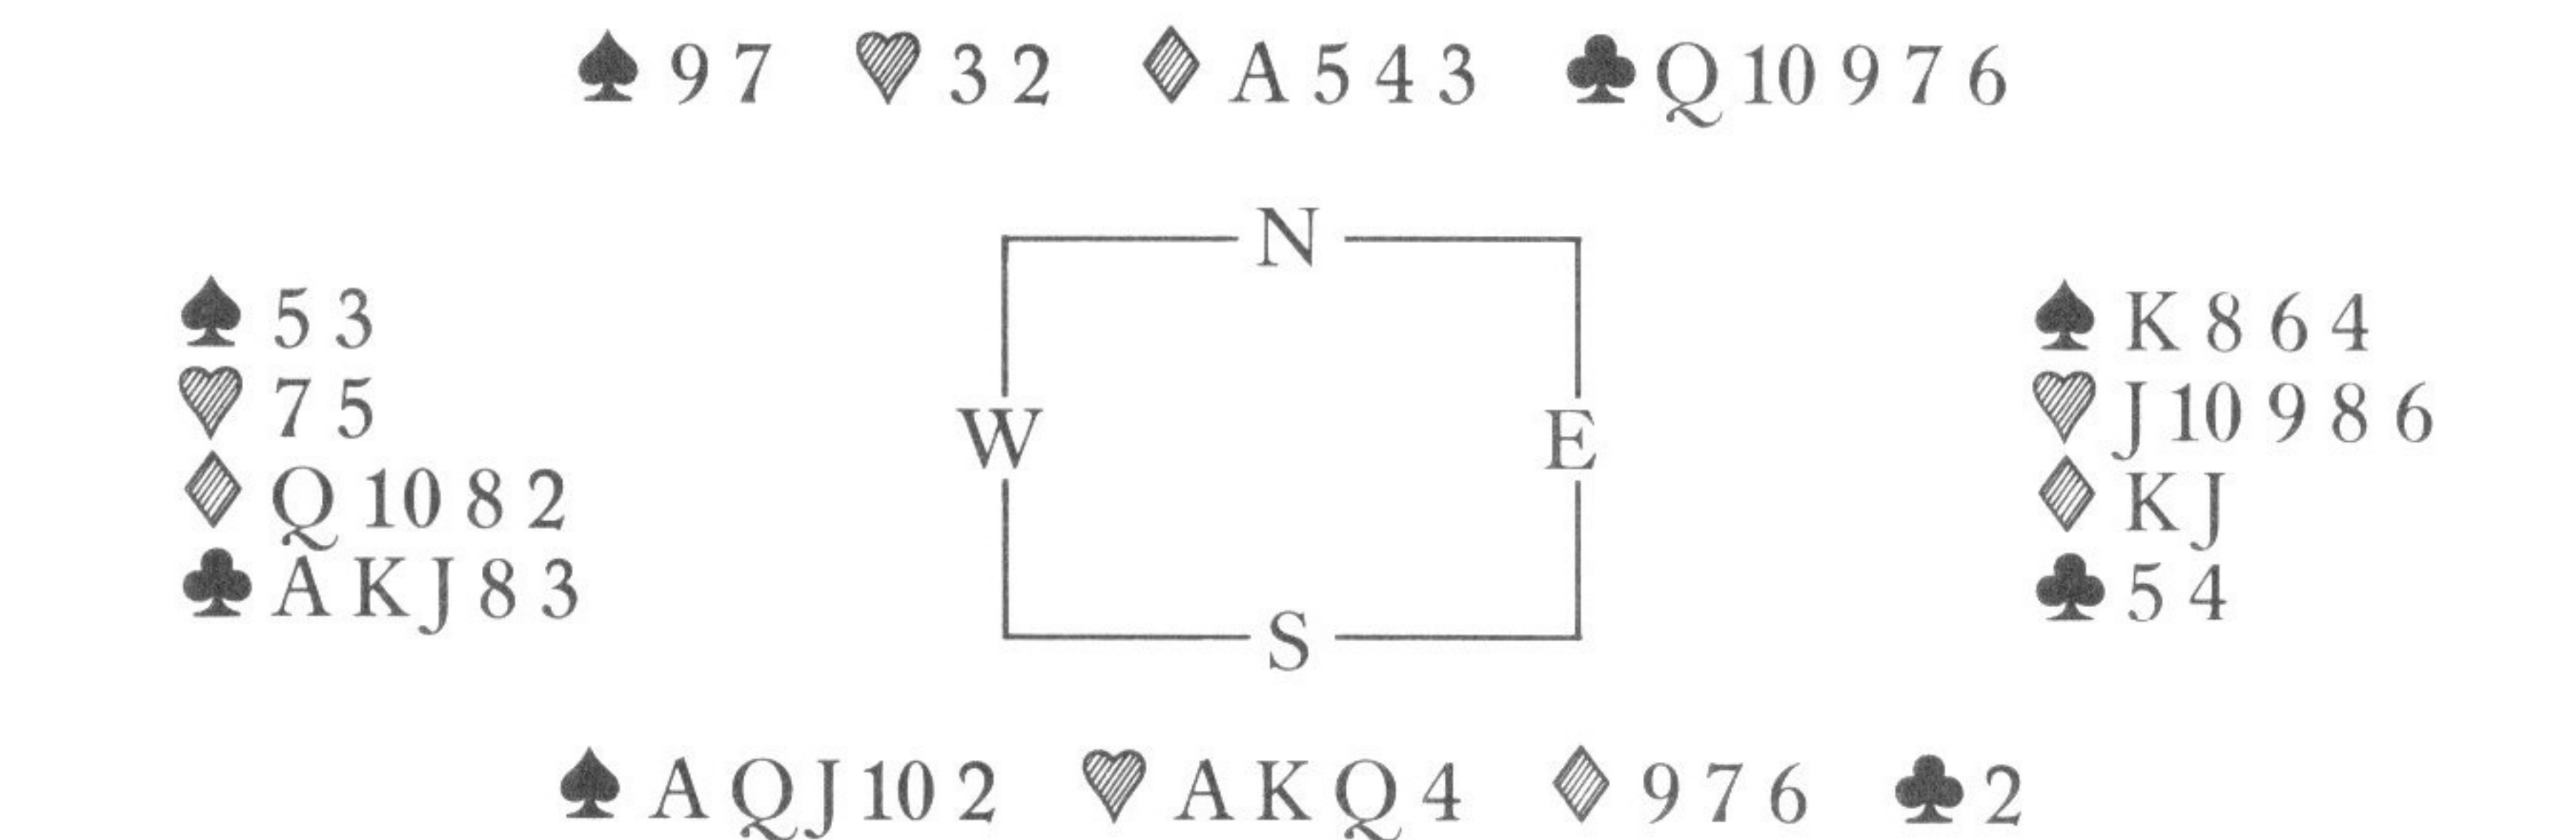 ♠ 9 7 ♥ 3 2 ♦ A 5 4 3 ♣ Q 10 9 7 6
N
♠ 5 3
♥ 7 5
♦ Q 10 8 2
♣ A K J 8 3
W
E
♠ K 8 6 4
♥ J 10 9 8 6
♦ K J
♣ 5 4
S
♠ A Q J 10 2 ♥ A K Q 4 ♦ 9 7 6 ♣ 2